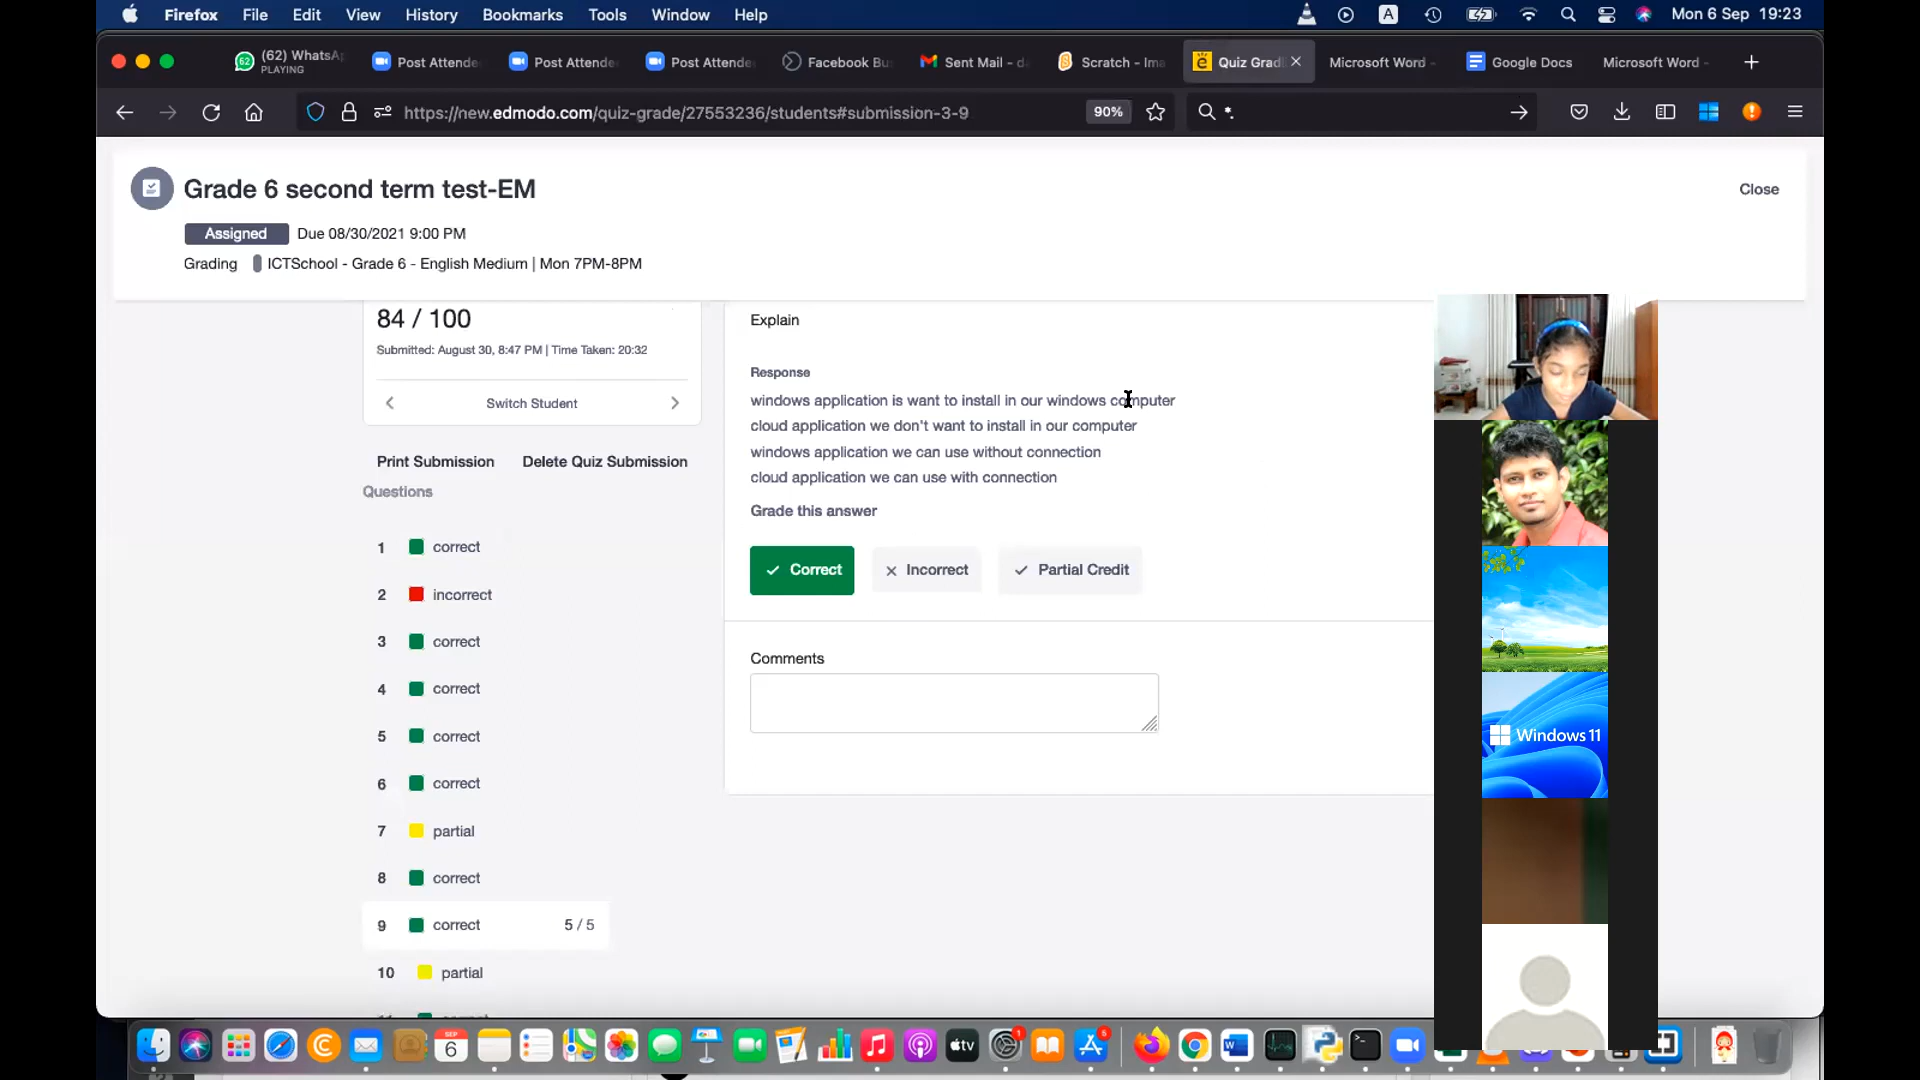 Firefox File Edit View History Bookmarks Tools Window Help A Mon 6 Sep 19:23
62 (62) WhatsA Post Attende Post Attende Post Attende Facebook Bu Sent Mail - d Scratch - Ima Quiz Gradi Microsoft Word - Google Docs Microsoft Word -
PLAYING
https://new.edmodo.com/quiz-grade/27553236/students#submission-3-9 90% *.
Grade 6 second term test-EM
Close
Assigned Due 08/30/2021 9:00 PM
Grading ICTSchool - Grade 6 - English Medium | Mon 7PM-8PM
84 / 100
Submitted: August 30, 8:47 PM | Time Taken: 20:32
Switch Student
Print Submission Delete Quiz Submission
Questions
1 correct
2 incorrect
3 correct
4 correct
5 correct
6 correct
7 partial
8 correct
9 correct 5 / 5
10 partial
Explain
Response
windows application is want to install in our windows computer
cloud application we don't want to install in our computer
windows application we can use without connection
cloud application we can use with connection
Grade this answer
Correct Incorrect Partial Credit
Comments
Windows 11
SEP
6
tv
1
5